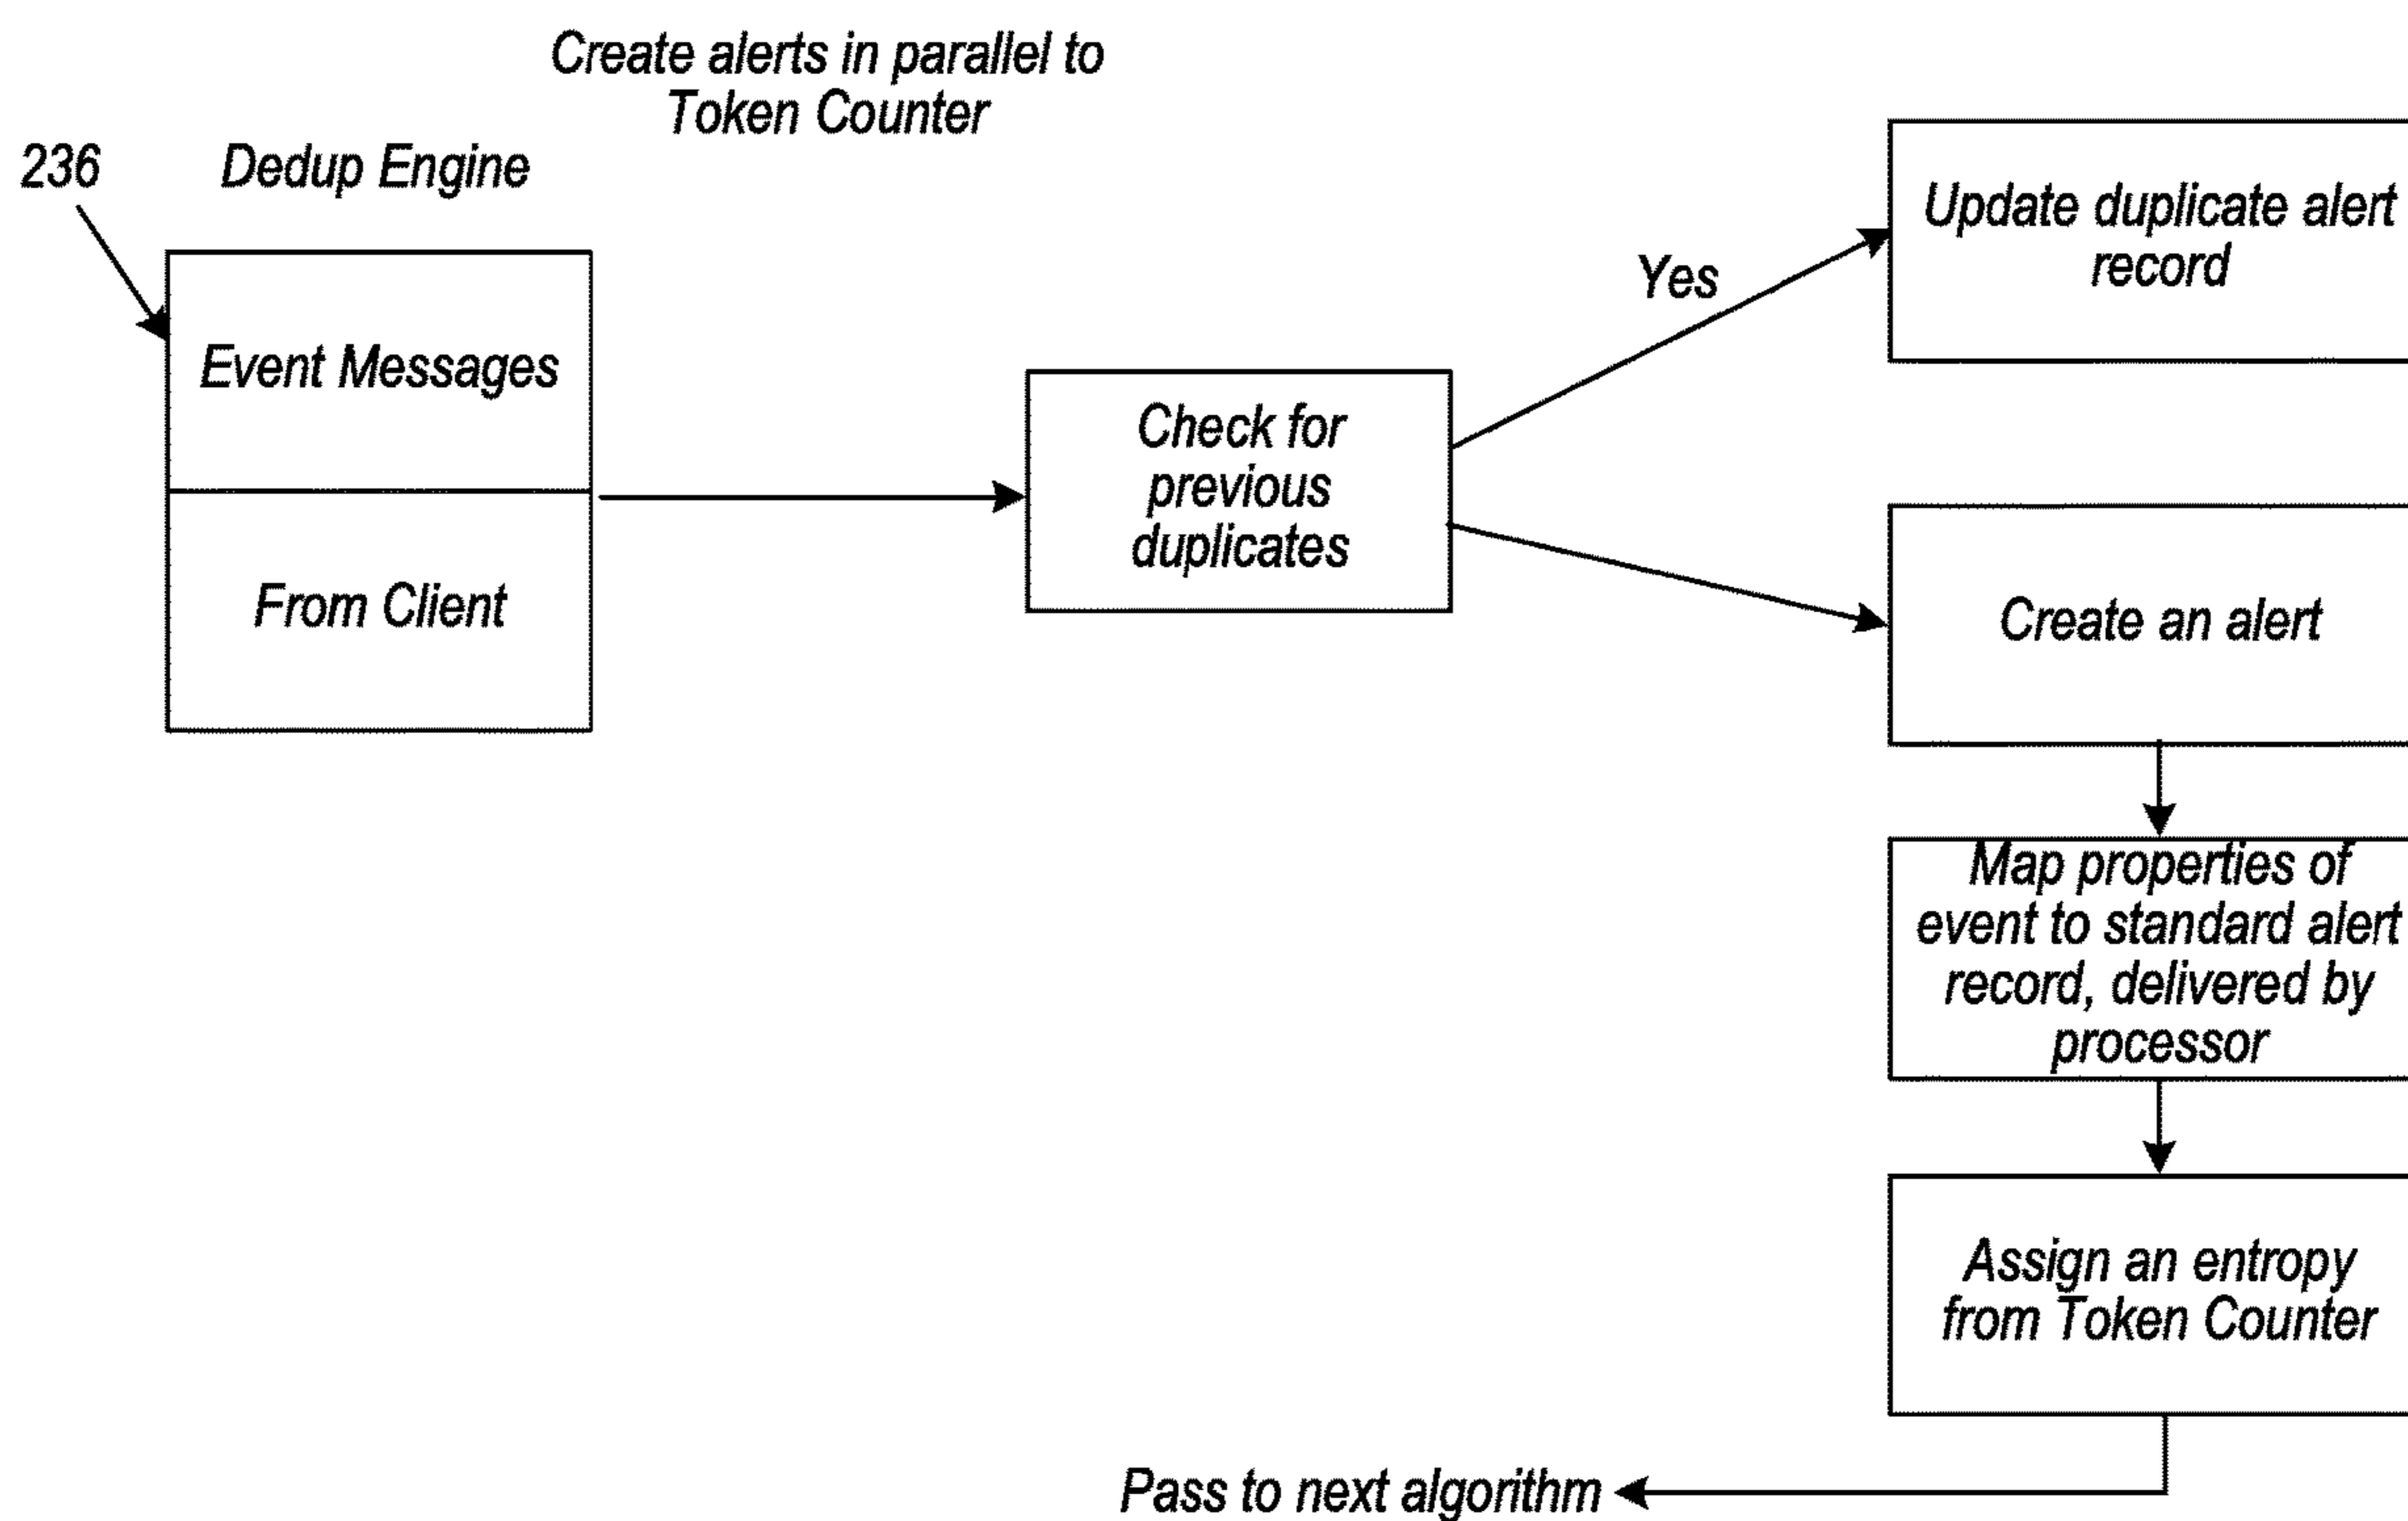 Create alerts in parallel to
Token Counter
236
Dedup Engine
Event Messages
From Client
Check for
previous
duplicates
Yes
Update duplicate alert
record
Create an alert
Map properties of
event to standard alert
record, delivered by
processor
Assign an entropy
from Token Counter
Pass to next algorithm